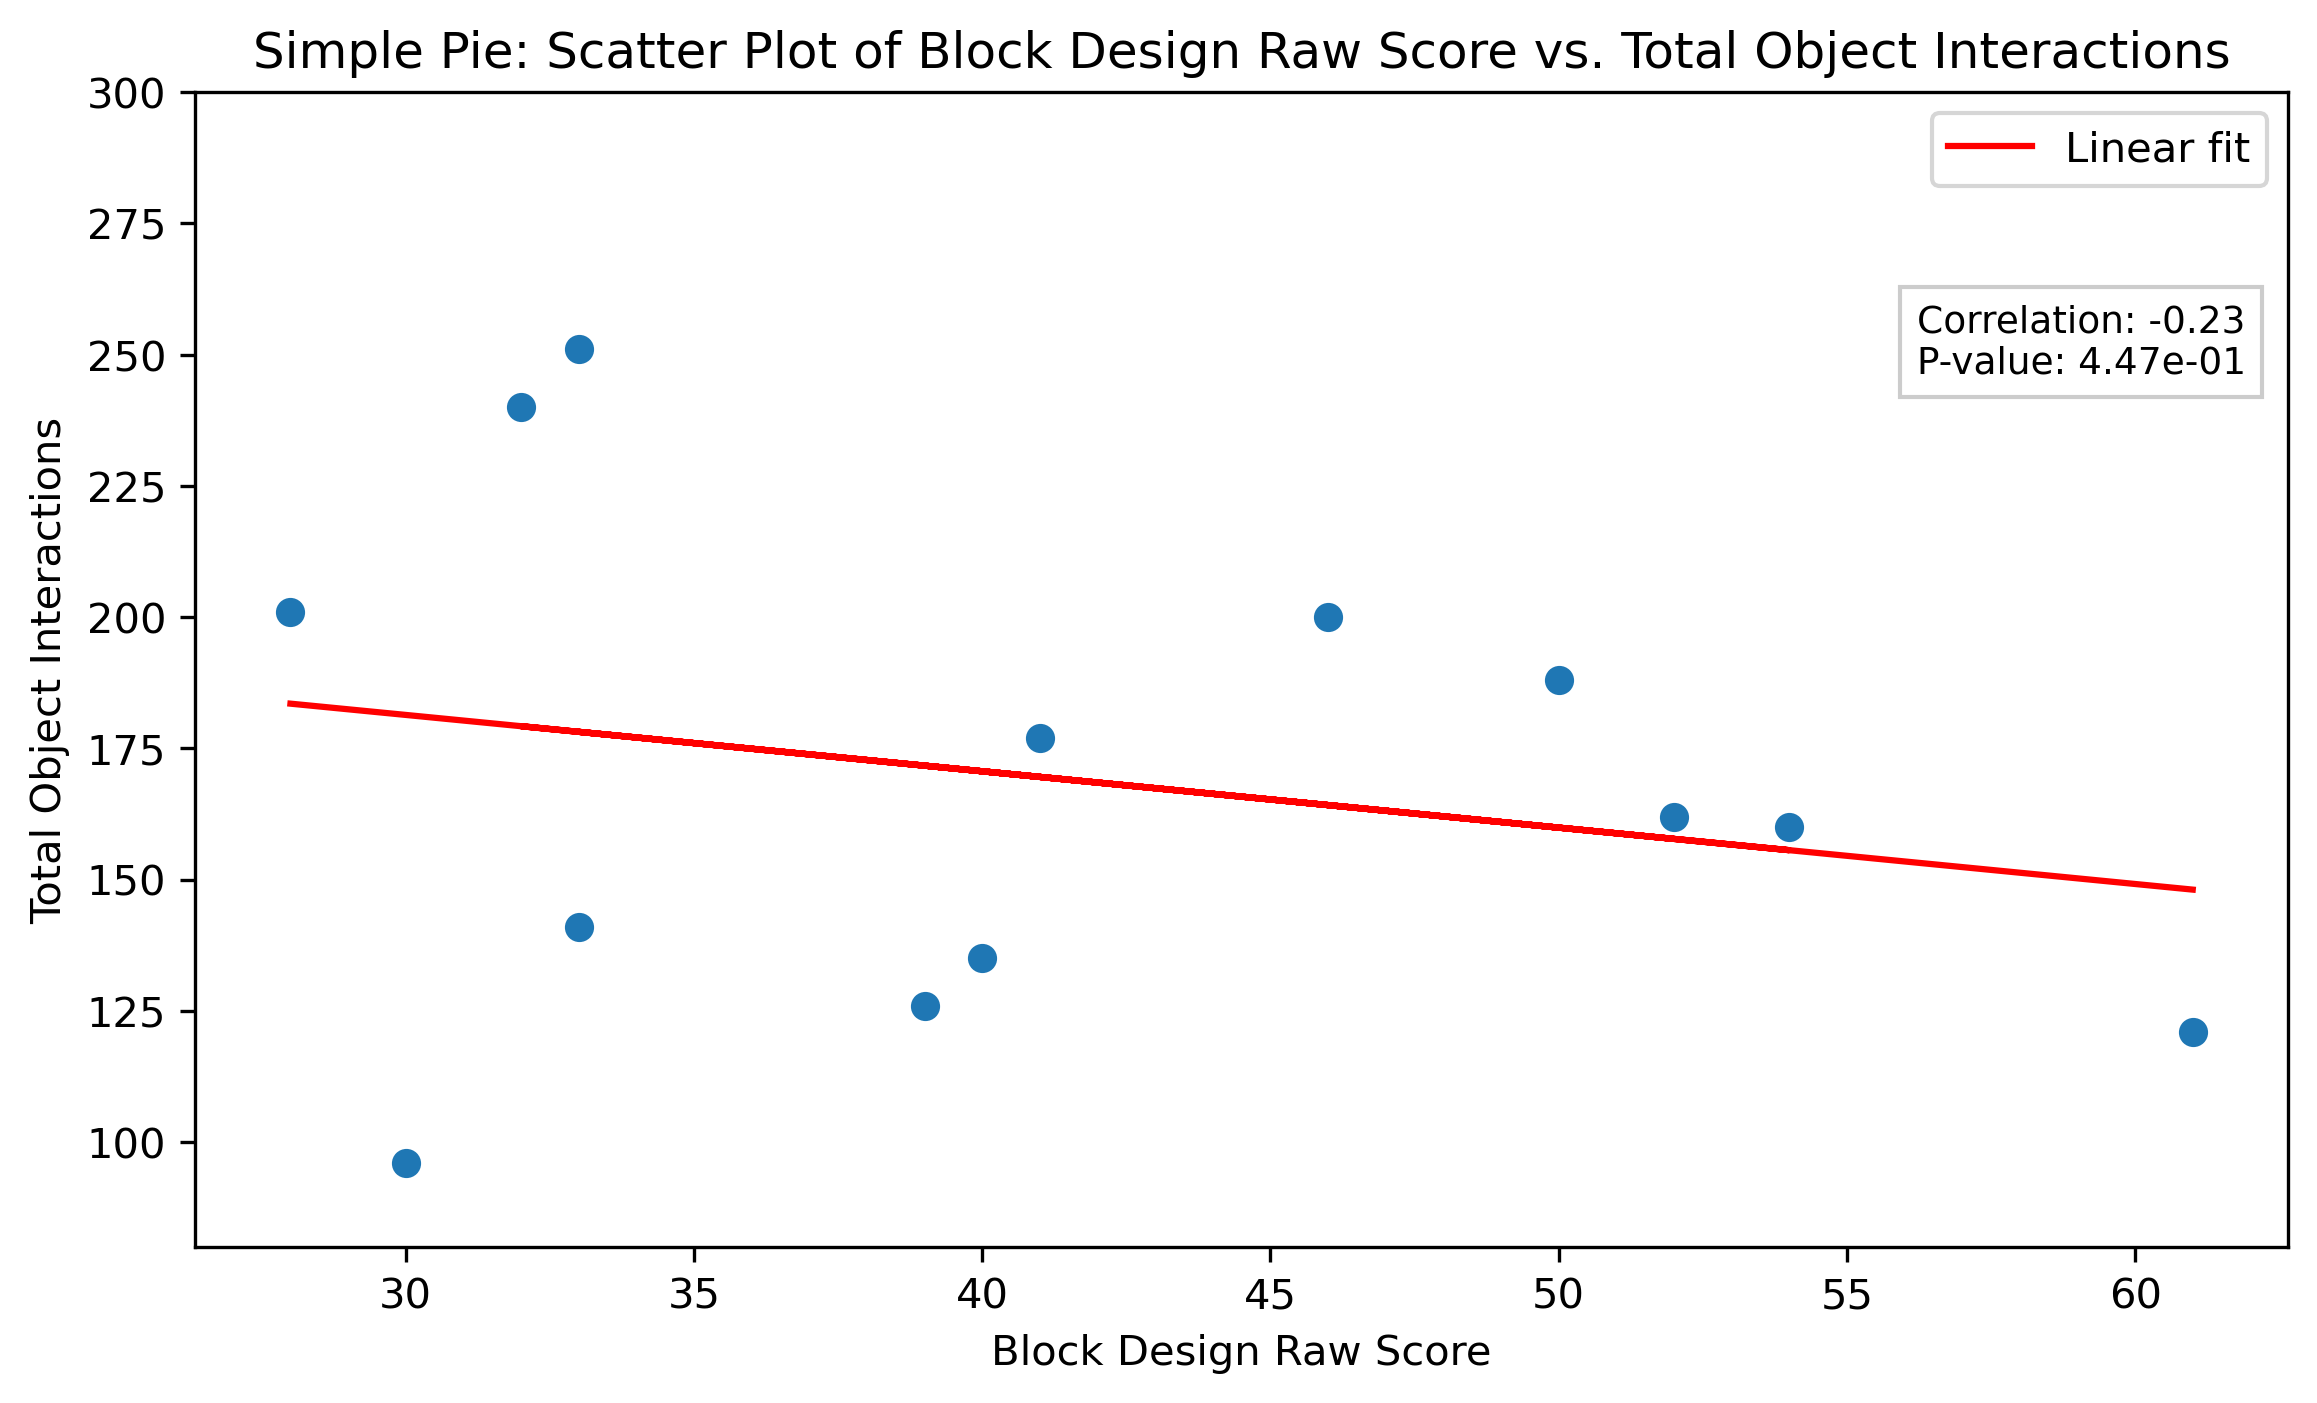 Simple Pie: Scatter Plot of Block Design Raw Score vs. Total Object Interactions
300
275
250
225
200
175
150
125
100
Total Object Interactions
Linear fit
Correlation: -0.23
P-value: 4.47e-01
30 35 40 45 50 55 60
Block Design Raw Score